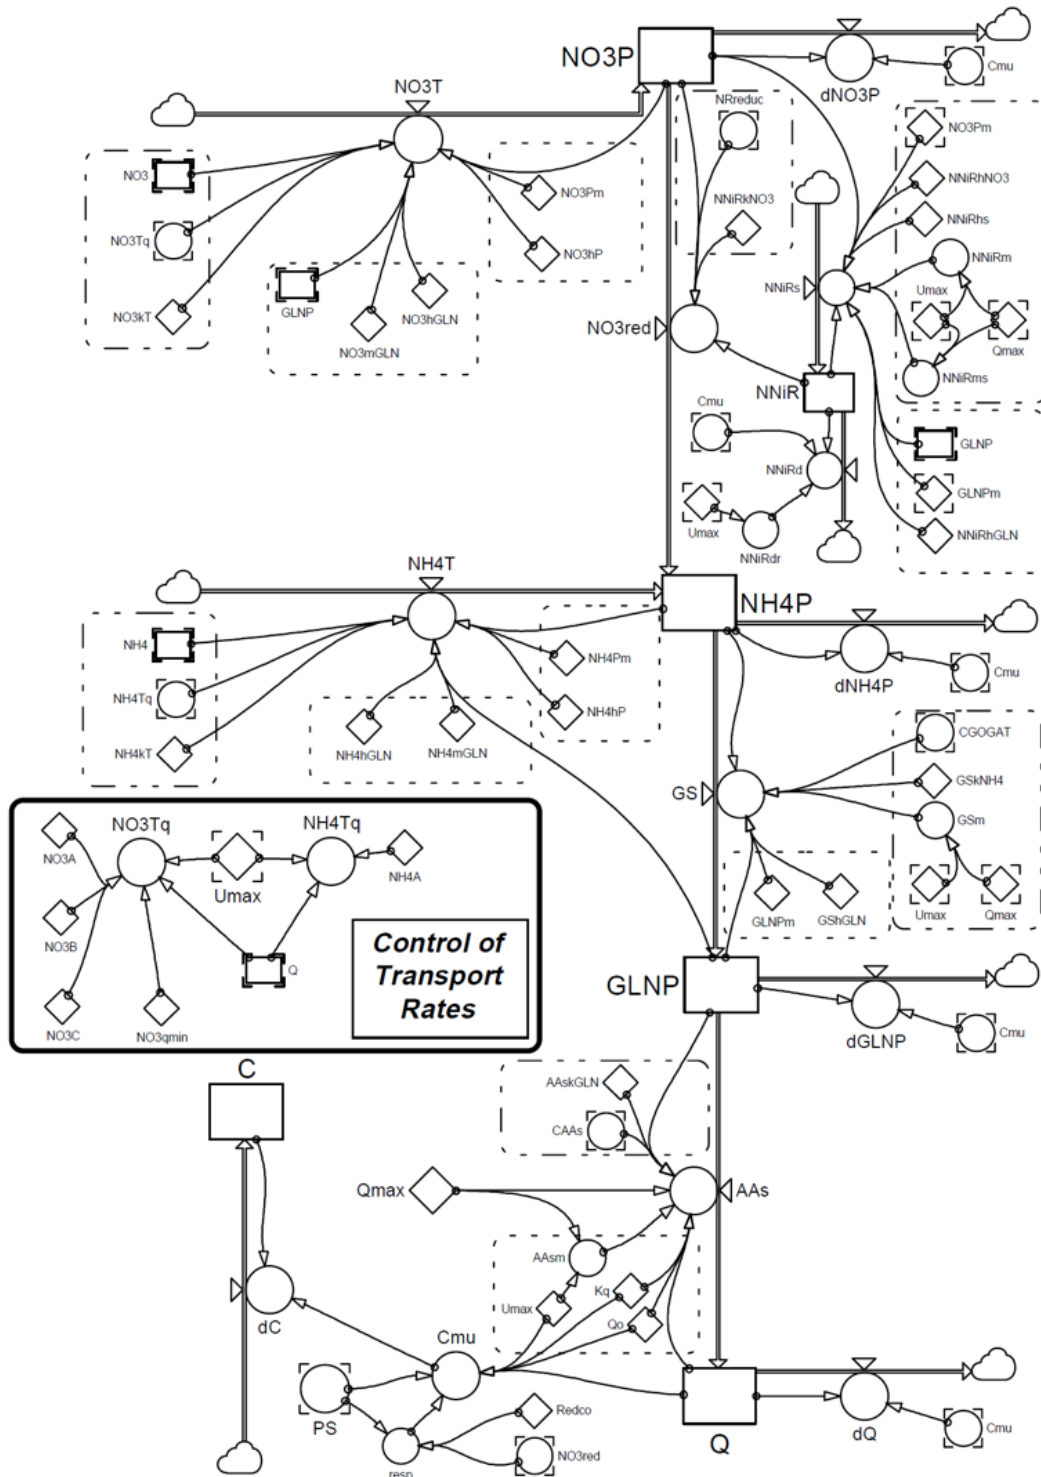 NO3P
dNO3P
Cmu
NO3T
NRreduc
NO3
NO3Pm
NO3Pm
NNiRkNO3
NNiRhNO3
NO3Tq
NO3hP
NNiRhs
NNiRm
NO3kT
GLNP
NO3hGLN
NO3mGLN
NO3red
NNiRs
Umax
Qmax
NNiRms
NNiR
Cmu
GLNP
NNiRd
GLNPm
Umax
NNiRdr
NNiRhGLN
NH4T
NH4P
NH4
NH4Pm
dNH4P
Cmu
NH4Tq
NH4hP
NH4kT
NH4hGLN
NH4mGLN
CGOGAT
GSkNH4
GS
GSm
NO3Tq
NH4Tq
NO3A
Umax
NH4A
GLNPm
GShGLN
Umax
Qmax
NO3B
Q
Control of
Transport
Rates
NO3C
NO3qmin
GLNP
dGLNP
Cmu
C
AAskGLN
CAAs
Qmax
AAs
AAsm
Kq
Umax
Qo
dC
Cmu
PS
Redco
NO3red
resp
Q
dQ
Cmu